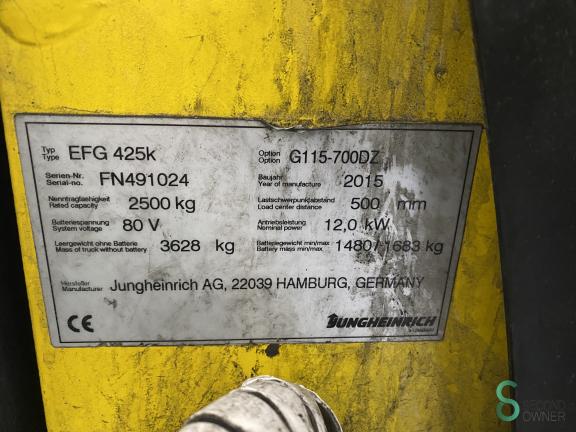 Typ
Type EFG 425k Option
Option G115-700DZ
Serien-Nr.
Serial-no. FN491024 Baujahr
Year of manufacture 2015
Nenntragfaehigkeit
Rated capacity 2500 kg Lastschwerpunktabstand
Load center distance 500 mm
Batteriespannung
System voltage 80 V Antriebsleistung
Nominal power 12,0 kW
Leergewicht ohne Batterie
Mass of truck without battery 3628 kg Batteriegewicht min/max
Battery mass min/max 1480/ 1683 kg
Hersteller
Manufacturer Jungheinrich AG, 22039 HAMBURG, GERMANY
CE JUNGHEINRICH
SECOND
OWNER